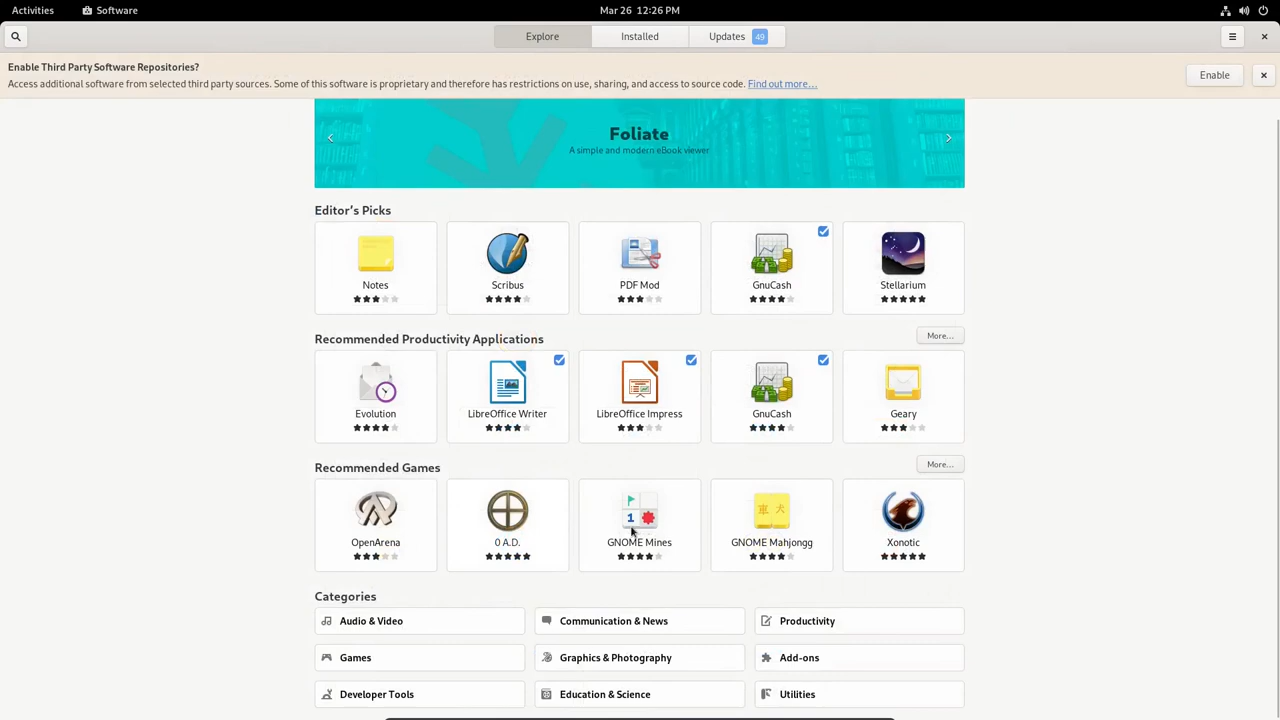 Activities Software Mar 26 12:26 PM
Explore Installed Updates 49
Enable Third Party Software Repositories?
Access additional software from selected third party sources. Some of this software is proprietary and therefore has restrictions on use, sharing, and access to source code. Find out more…
Enable
Foliate
A simple and modern eBook viewer
Editor's Picks
Notes Scribus PDF Mod GnuCash Stellarium
Recommended Productivity Applications More…
Evolution LibreOffice Writer LibreOffice Impress GnuCash Geary
Recommended Games More…
1
OpenArena 0 A.D. GNOME Mines GNOME Mahjongg Xonotic
Categories
Audio & Video Communication & News Productivity
Games Graphics & Photography Add-ons
Developer Tools Education & Science Utilities